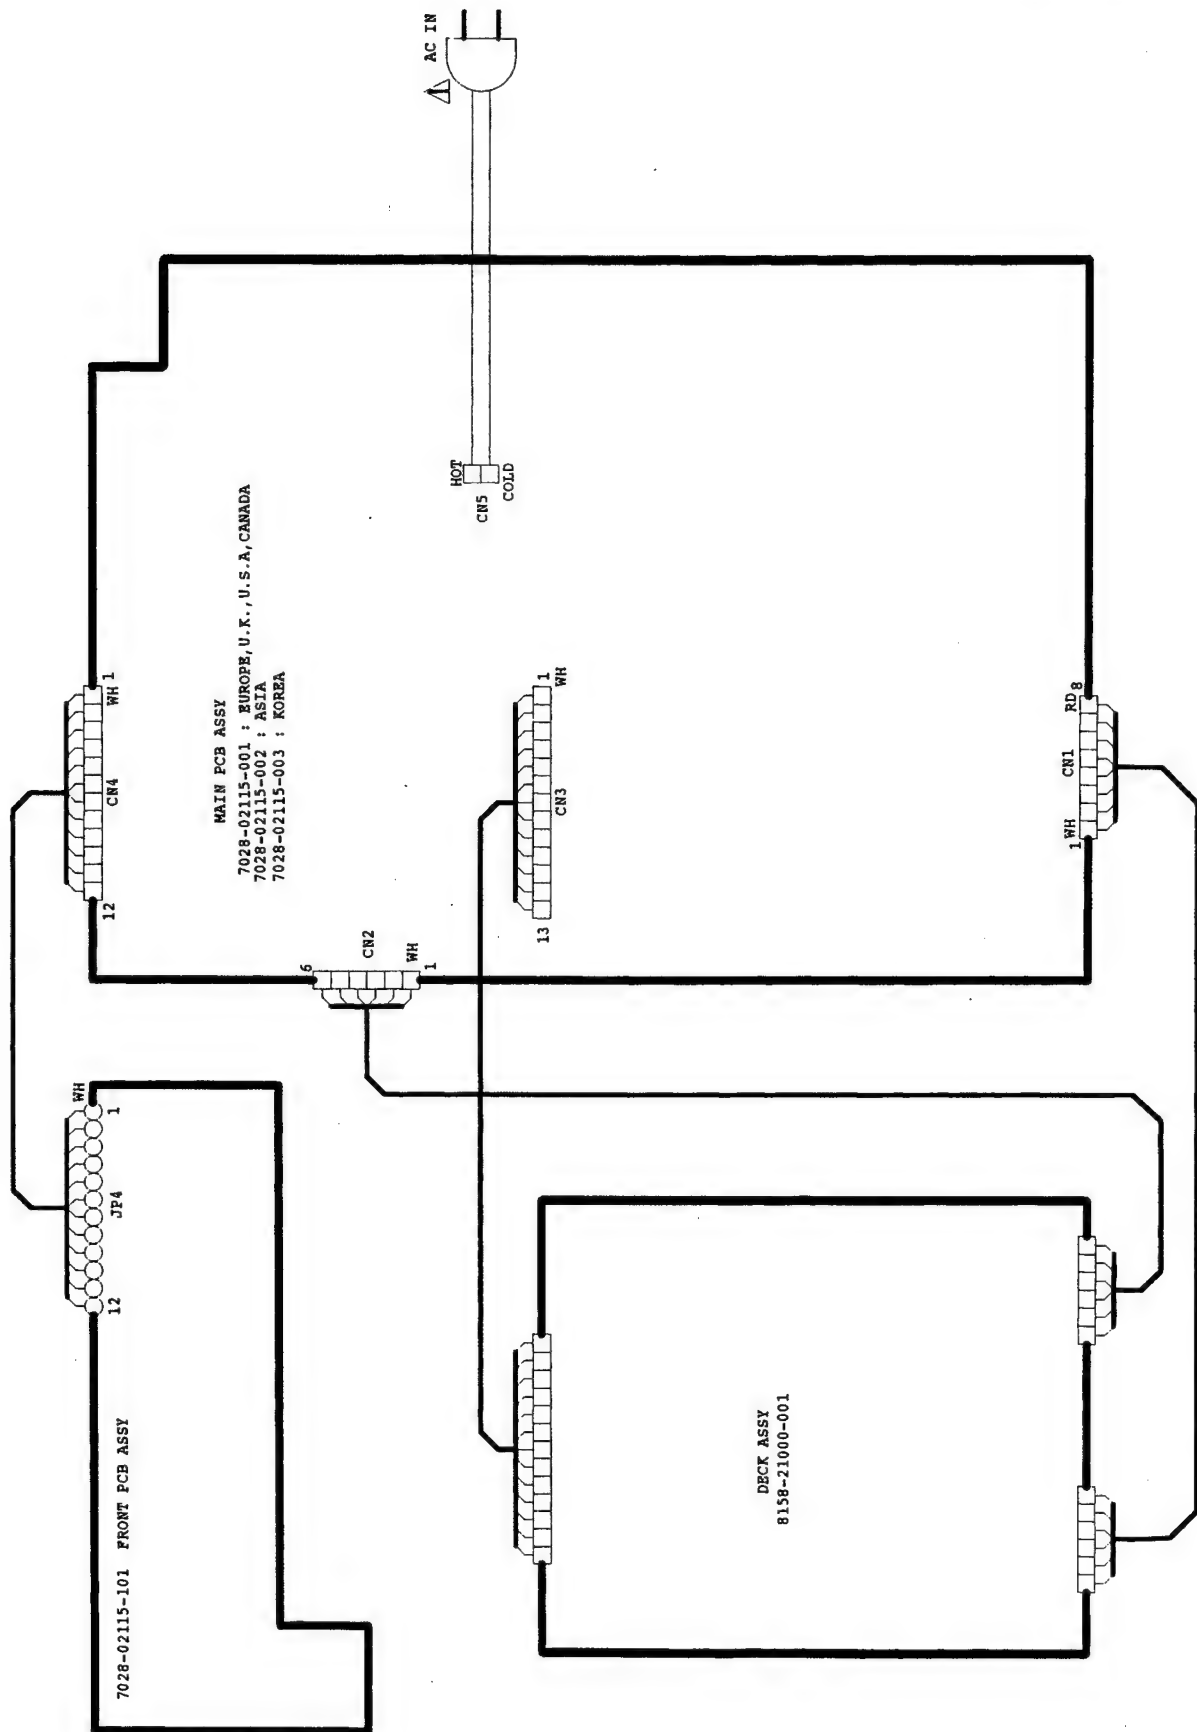 AC IN
MAIN PCB ASSY
7028-02115-001 : EUROPE,U.K.,U.S.A,CANADA
7028-02115-002 : ASIA
7028-02115-003 : KOREA
HOT
CN5
COLD
1
WH
CN4
12
1
WH
CN3
13
8
RD
CN1
WH
1
6
CN2
WH
1
WH
1
JP4
12
7028-02115-101 FRONT PCB ASSY
DECK ASSY
8158-21000-001